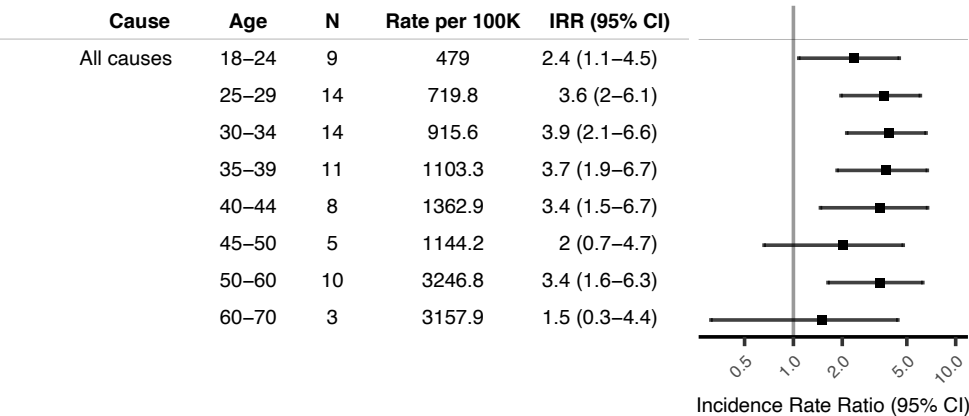 Cause Age N Rate per 100K IRR (95% CI)
All causes 18–24 9 479 2.4 (1.1–4.5)
25–29 14 719.8 3.6 (2–6.1)
30–34 14 915.6 3.9 (2.1–6.6)
35–39 11 1103.3 3.7 (1.9–6.7)
40–44 8 1362.9 3.4 (1.5–6.7)
45–50 5 1144.2 2 (0.7–4.7)
50–60 10 3246.8 3.4 (1.6–6.3)
60–70 3 3157.9 1.5 (0.3–4.4)
0.5 1.0 2.0 5.0 10.0
Incidence Rate Ratio (95% CI)